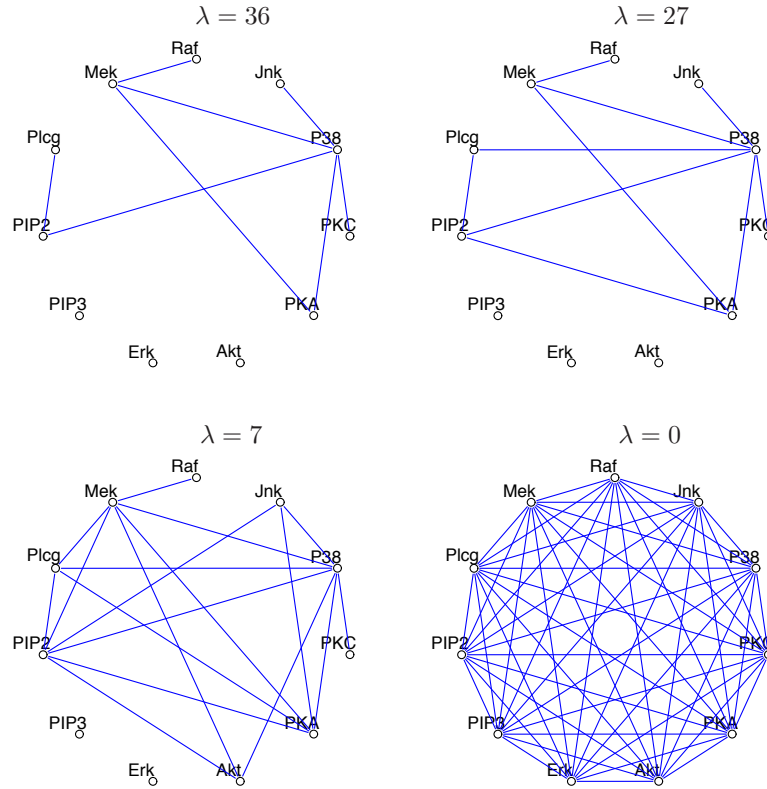 λ = 36
Raf
Mek
Jnk
Plcg
P38
PIP2
PKC
PIP3
PKA
Erk
Akt
λ = 27
Raf
Mek
Jnk
Plcg
P38
PIP2
PKC
PIP3
PKA
Erk
Akt
λ = 7
Raf
Mek
Jnk
Plcg
P38
PIP2
PKC
PIP3
PKA
Erk
Akt
λ = 0
Raf
Mek
Jnk
Plcg
P38
PIP2
PKC
PIP3
PKA
Erk
Akt